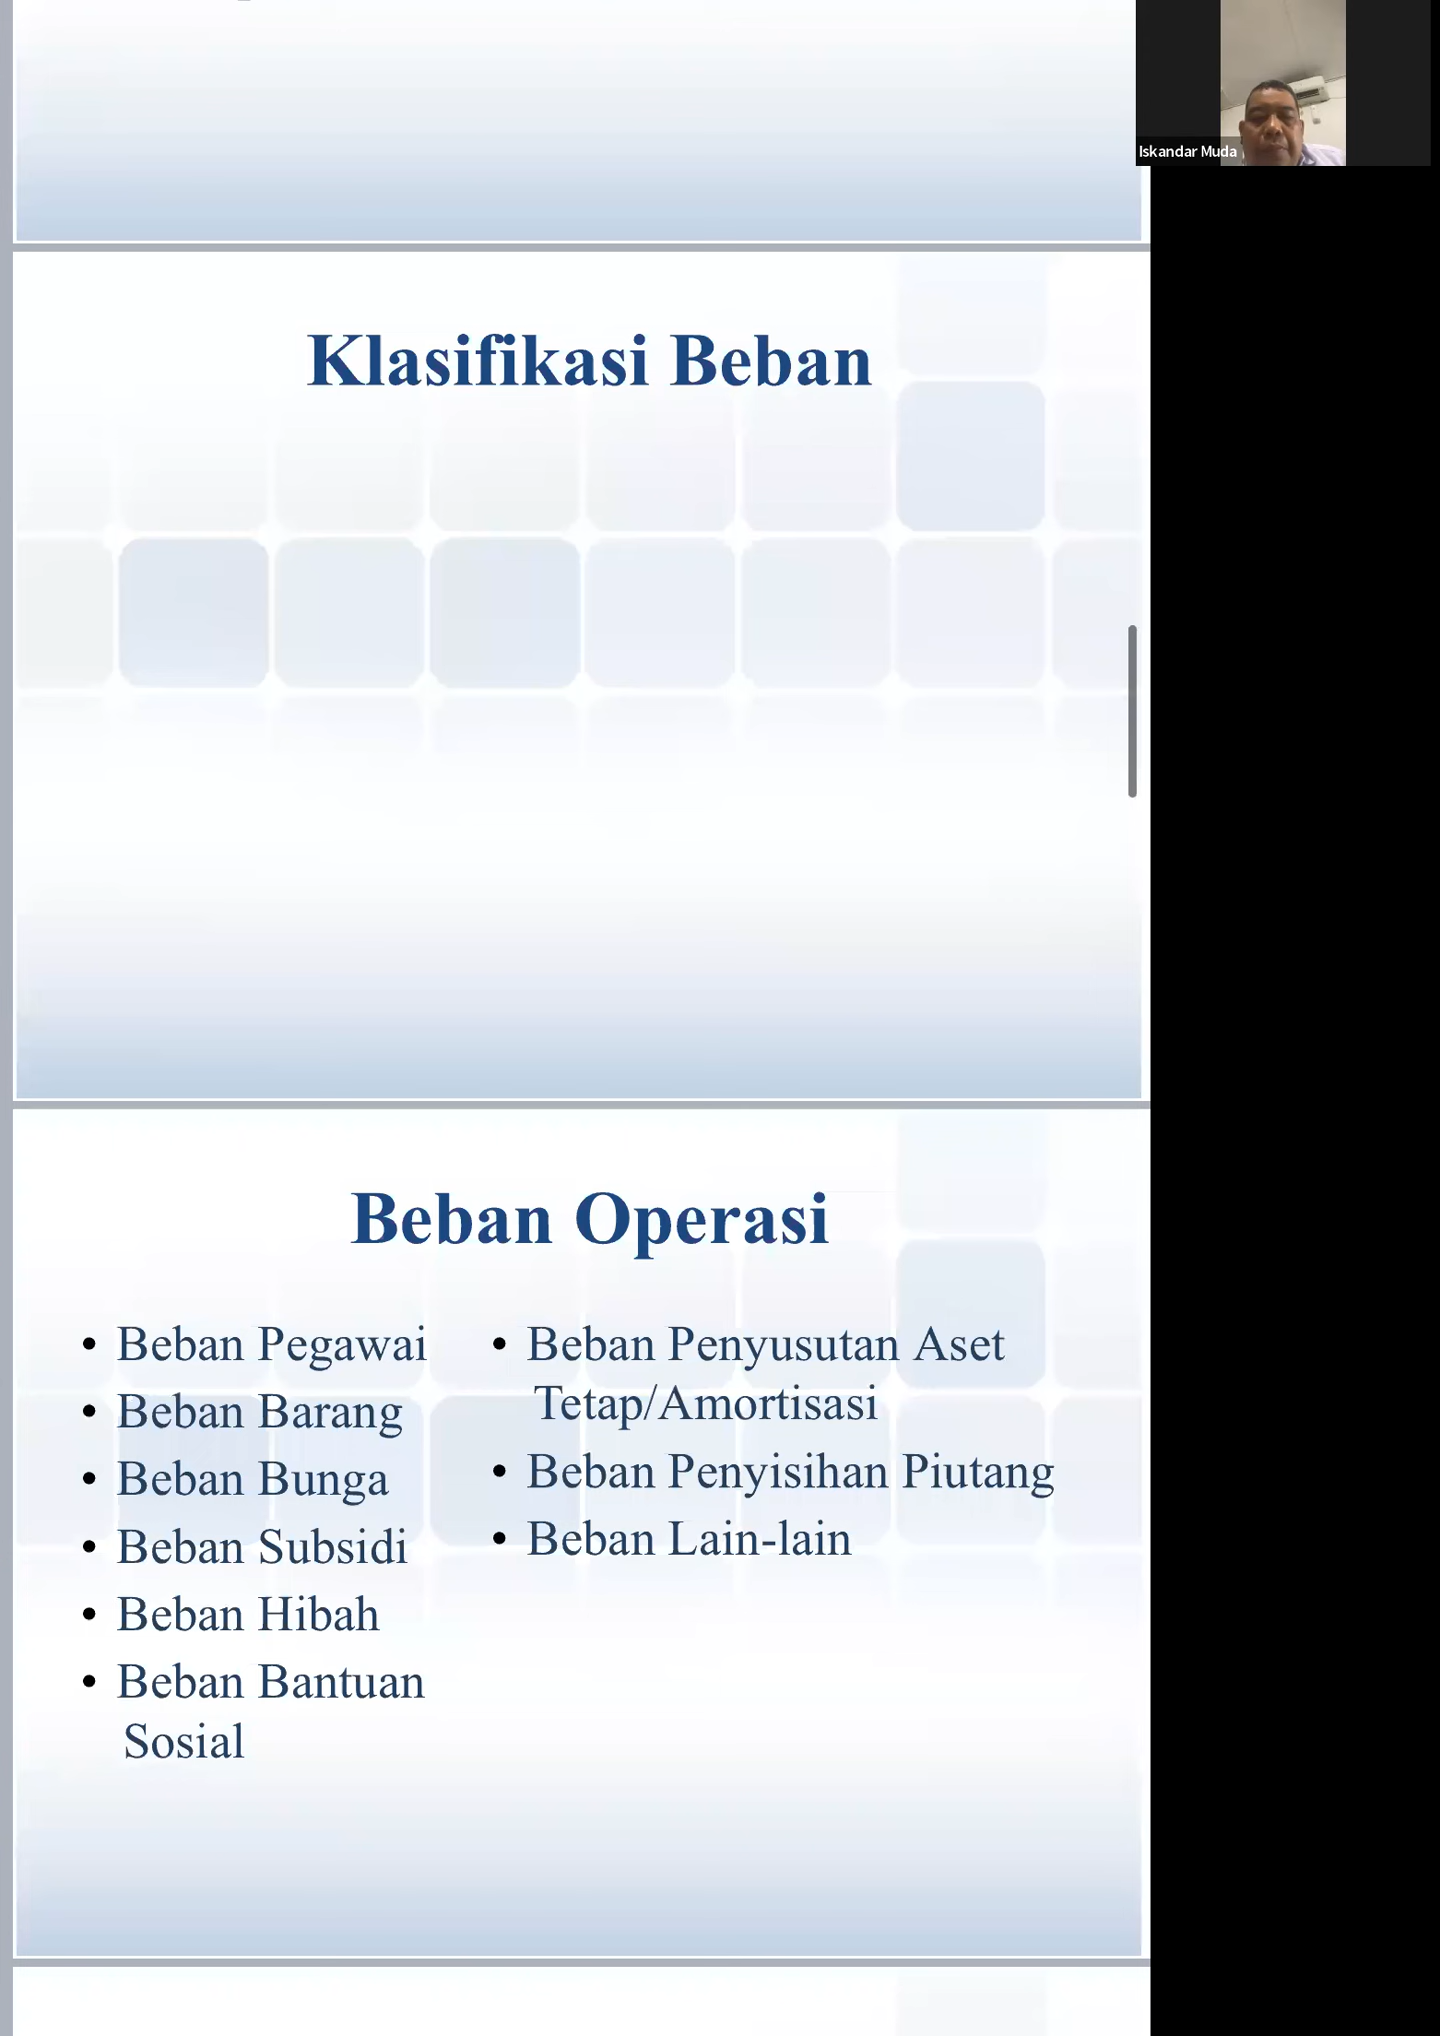 Iskandar Muda
Klasifikasi Beban
Beban Operasi
• Beban Pegawai
• Beban Barang
• Beban Bunga
• Beban Subsidi
• Beban Hibah
• Beban Bantuan
Sosial
• Beban Penyusutan Aset
Tetap/Amortisasi
• Beban Penyisihan Piutang
• Beban Lain-lain